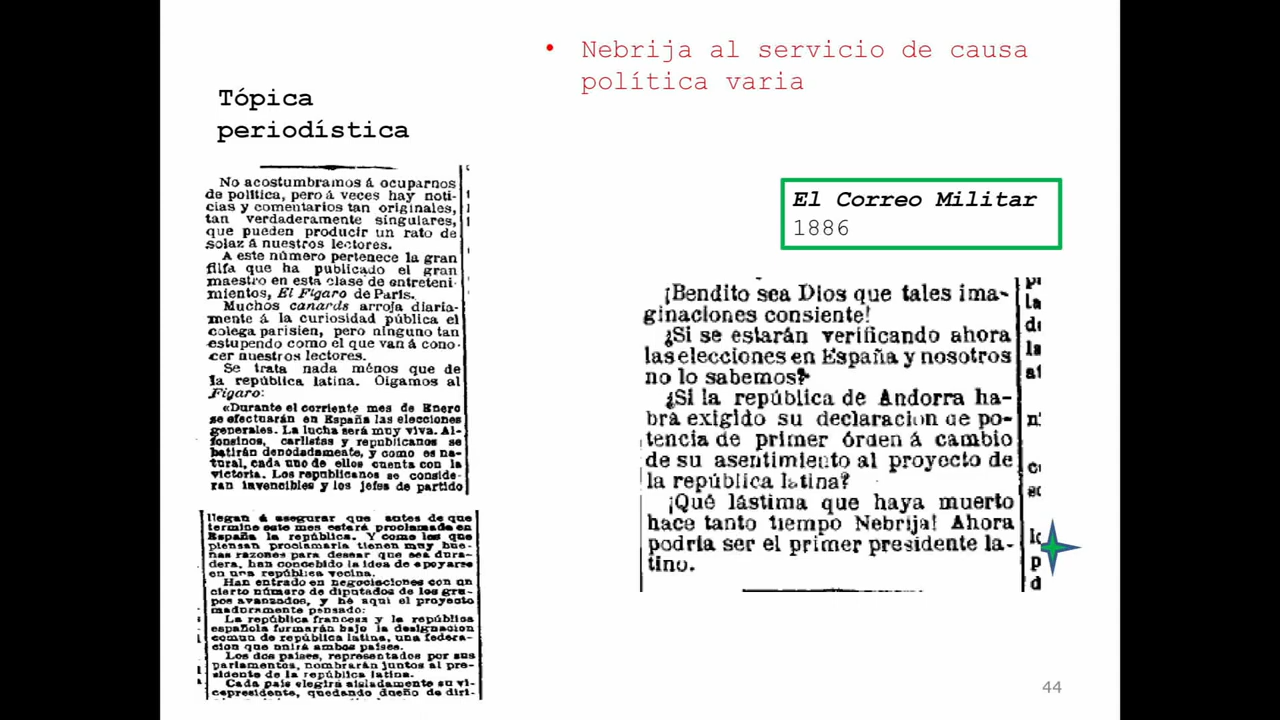 • Nebrija al servicio de causa
política varia
Tópica
periodística
No acostumbramos á ocuparnos
de política, pero á veces hay noti-
cias y comentarios tan originales,
tan verdaderamente singulares,
que pueden producir un rato de
solaz á nuestros lectores.
A este número pertenece la gran
filfa que ha publicado el gran
maestro en esta clase de entreteni-
mientos, El Figaro de Paris.
Muchos canards arroja diaria-
mente á la curiosidad pública el
colega parisien, pero ninguno tan
estupendo como el que van á cono-
cer nuestros lectores.
Se trata nada ménos que de
la república latina. Oigamos al
Figaro:
«Durante el corriente mes de Enero
se efectuarán en España las elecciones
generales. La lucha será muy viva. Al-
fonsinos, carlistas y republicanos se
batirán denodadamente, y como es na-
tural, cada uno de ellos cuenta con la
victoria. Los republicanos se conside-
ran invencibles y los jefes de partido
llegan á asegurar que antes de que
termine este mes estará proclamada en
España la república. Y como los que
piensan proclamarla tienen muy bue-
nas razones para desear que sea dura-
dera, han concebido la idea de apoyarse
en una república vecina.
Han entrado en negociaciones con un
cierto número de diputados de los gru-
pos avanzados, y hé aquí el proyecto
maduramente pensado:
La república francesa y la república
española formarán bajo la designacion
comun de república latina, una federa-
cion que unirá ambos países.
Los dos países, representados por sus
parlamentos, nombrarán juntos al pre-
sidente de la república latina.
Cada país elegirá aisladamente su vi-
cepresidente, quedando dueño de diri-
El Correo Militar
1886
¡Bendito sea Dios que tales ima-
ginaciones consiente!
¿Si se estarán verificando ahora
las elecciones en España y nosotros
no lo sabemos?
¿Si la república de Andorra ha-
brá exigido su declaracion de po-
tencia de primer órden á cambio
de su asentimiento al proyecto de
la república latina?
¡Qué lástima que haya muerto
hace tanto tiempo Nebrija! Ahora
podria ser el primer presidente la-
tino.
44